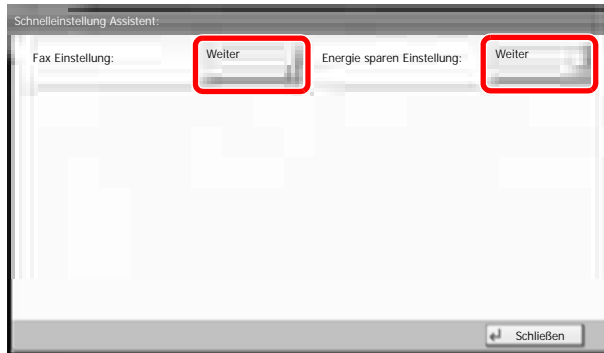 Schnelleinstellung Assistent:
Fax Einstellung: Weiter Energie sparen Einstellung: Weiter
Schließen